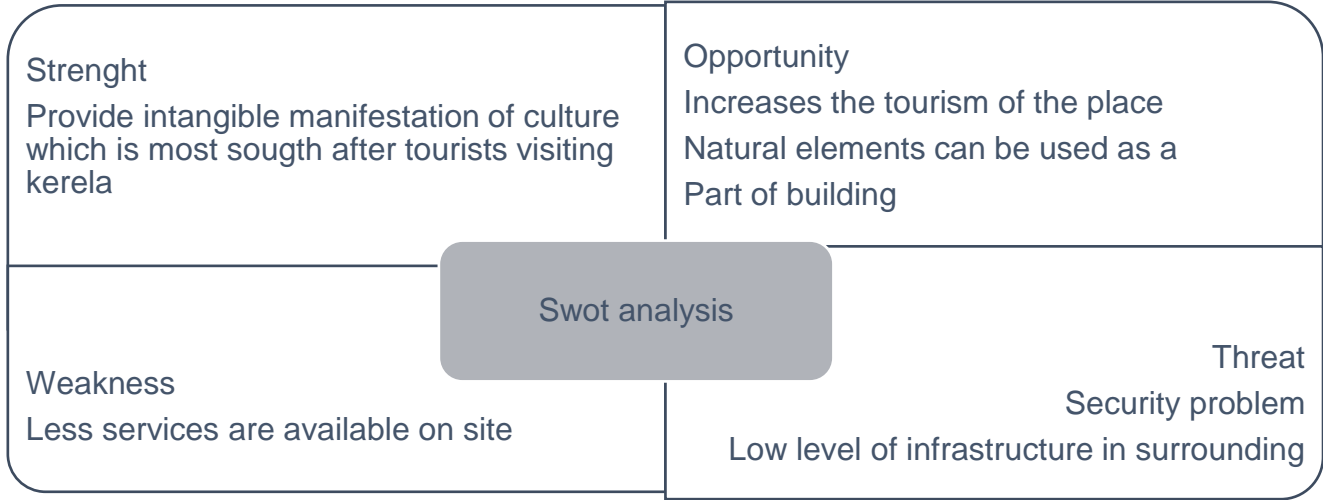 Strenght
Provide intangible manifestation of culture
which is most sougth after tourists visiting
kerela
Opportunity
Increases the tourism of the place
Natural elements can be used as a
Part of building
Swot analysis
Weakness
Less services are available on site
Threat
Security problem
Low level of infrastructure in surrounding